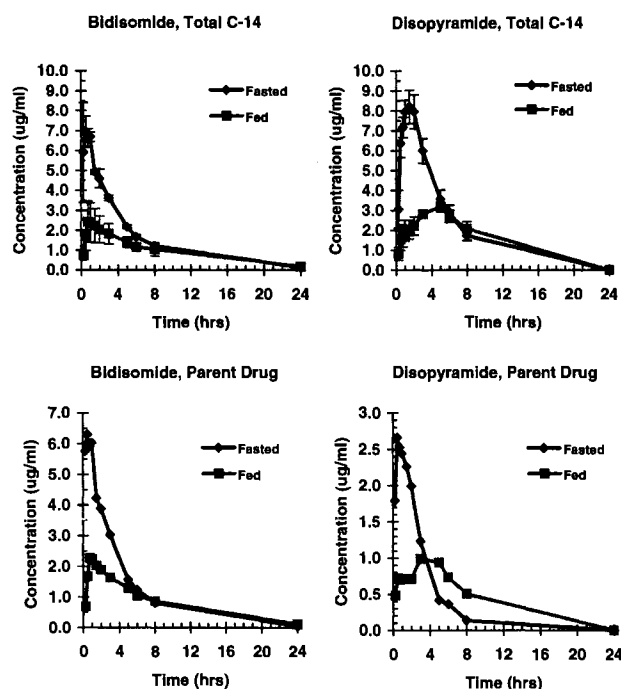 Bidisomide, Total C-14
Concentration (ug/ml)
10.0
9.0
8.0
7.0
6.0
5.0
4.0
3.0
2.0
1.0
0.0
Fasted
Fed
0 4 8 12 16 20 24
Time (hrs)
Disopyramide, Total C-14
Concentration (ug/ml)
10.0
9.0
8.0
7.0
6.0
5.0
4.0
3.0
2.0
1.0
0.0
Fasted
Fed
0 4 8 12 16 20 24
Time (hrs)
Bidisomide, Parent Drug
Concentration (ug/ml)
7.0
6.0
5.0
4.0
3.0
2.0
1.0
0.0
Fasted
Fed
0 4 8 12 16 20 24
Time (hrs)
Disopyramide, Parent Drug
Concentration (ug/ml)
3.0
2.5
2.0
1.5
1.0
0.5
0.0
Fasted
Fed
0 4 8 12 16 20 24
Time (hrs)